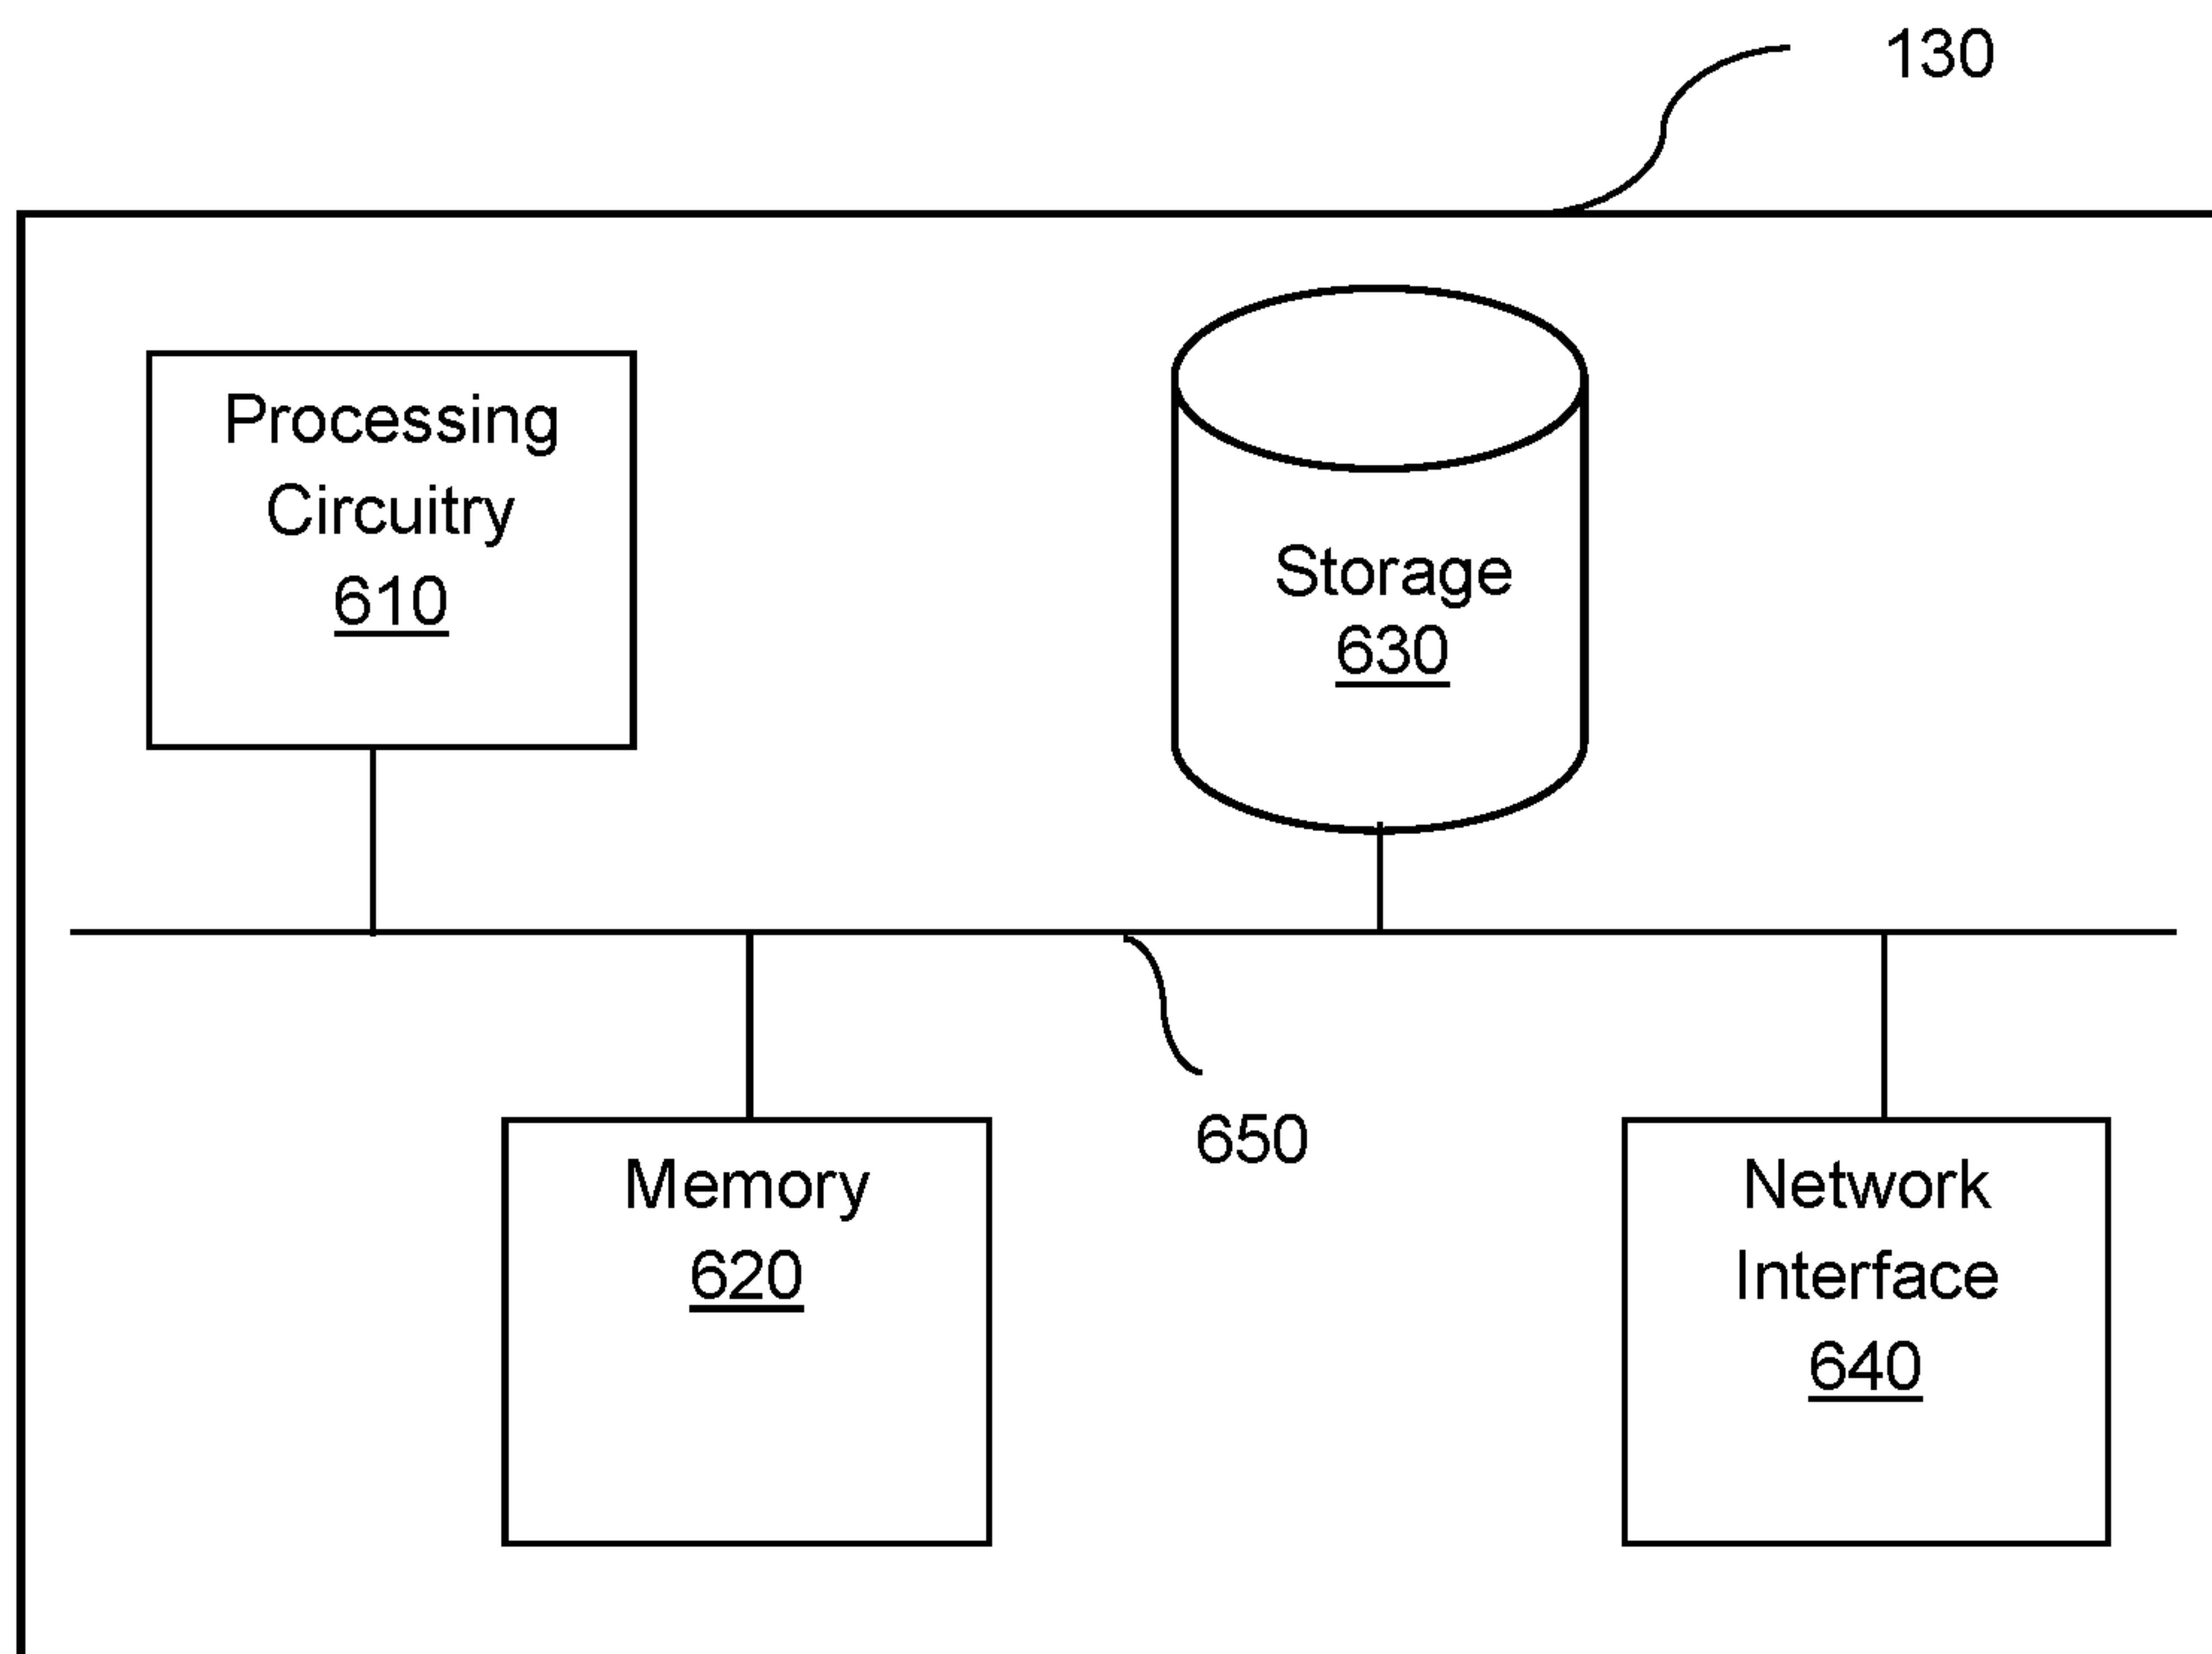 130
Processing
Circuitry
610
Storage
630
650
Memory
620
Network
Interface
640